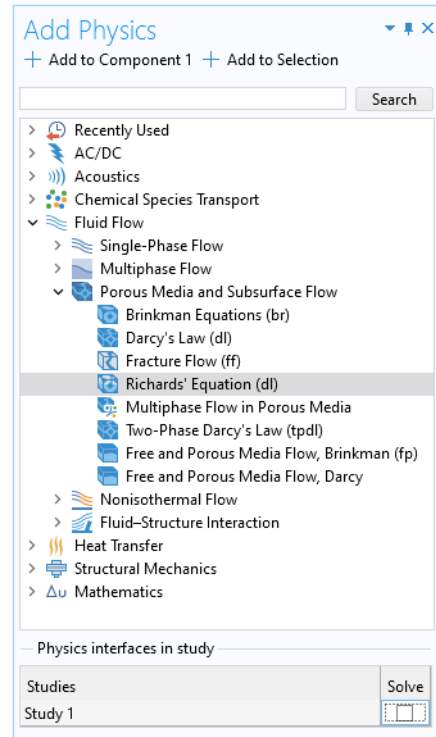 Add Physics
Add to Component 1 Add to Selection
Search
Recently Used
AC/DC
Acoustics
Chemical Species Transport
Fluid Flow
Single-Phase Flow
Multiphase Flow
Porous Media and Subsurface Flow
Brinkman Equations (br)
Darcy's Law (dl)
Fracture Flow (ff)
Richards' Equation (dl)
Multiphase Flow in Porous Media
Two-Phase Darcy's Law (tpdl)
Free and Porous Media Flow, Brinkman (fp)
Free and Porous Media Flow, Darcy
Nonisothermal Flow
Fluid–Structure Interaction
Heat Transfer
Structural Mechanics
Δu Mathematics
Physics interfaces in study
Studies Solve
Study 1